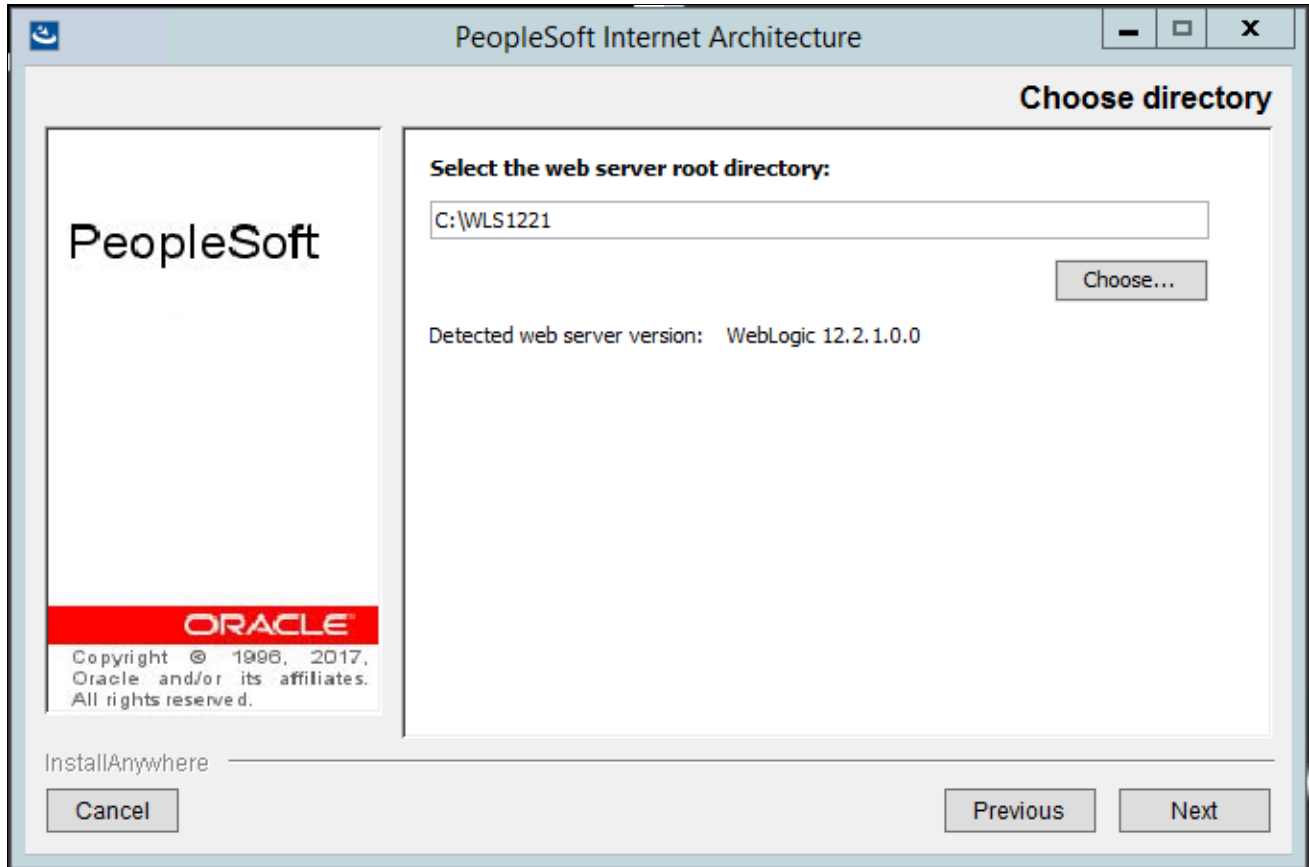 PeopleSoft Internet Architecture
Choose directory
PeopleSoft
ORACLE
Copyright © 1996, 2017,
Oracle and/or its affiliates.
All rights reserved.
Select the web server root directory:
C:\WLS1221
Choose...
Detected web server version: WebLogic 12.2.1.0.0
InstallAnywhere
Cancel
Previous
Next